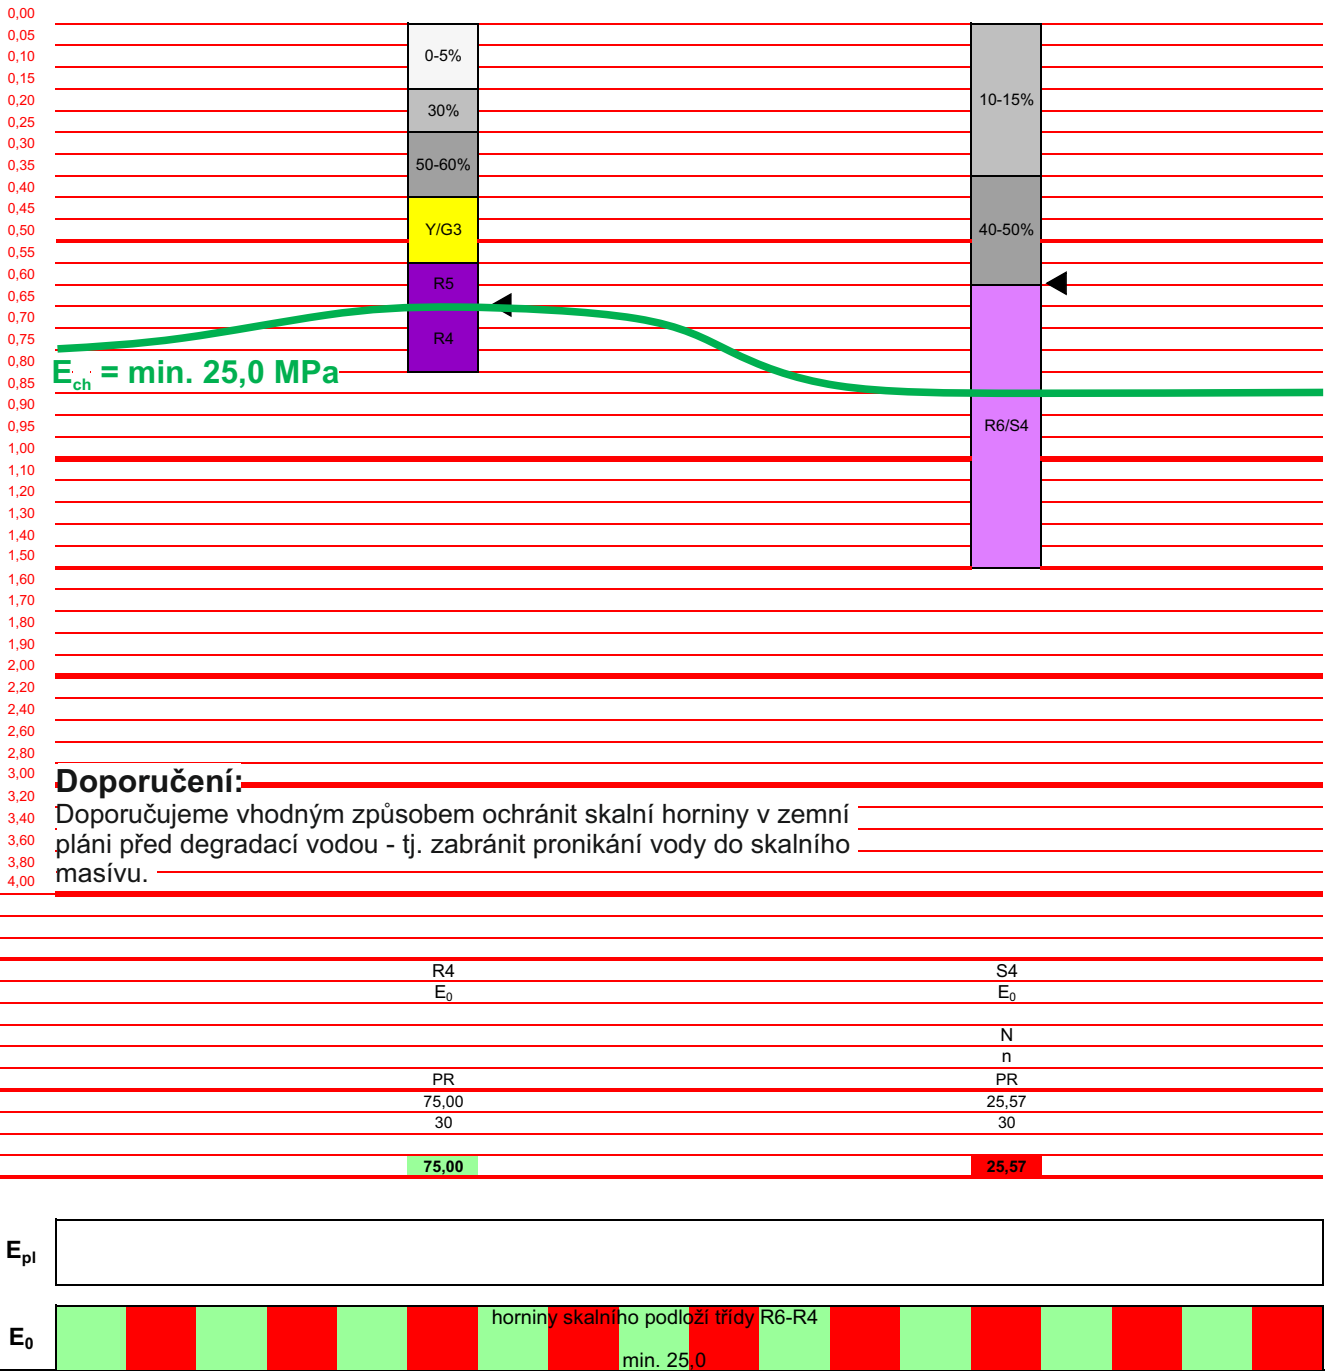 0,00
0,05
0,10
0,15
0,20
0,25
0,30
0,35
0,40
0,45
0,50
0,55
0,60
0,65
0,70
0,75
0,80
0,85
0,90
0,95
1,00
1,10
1,20
1,30
1,40
1,50
1,60
1,70
1,80
1,90
2,00
2,20
2,40
2,60
2,80
3,00
3,20
3,40
3,60
3,80
4,00
0-5%
30%
50-60%
Y/G3
R5
R4
10-15%
40-50%
R6/S4
Ech = min. 25,0 MPa
Doporučení:
Doporučujeme vhodným způsobem ochránit skalní horniny v zemní
pláni před degradací vodou - tj. zabránit pronikání vody do skalního
masívu.
R4 S4
E0 E0
N
n
PR PR
75,00 25,57
30 30
75,00 25,57
Epl
E0
horniny skalního podloží třídy R6-R4
min. 25,0